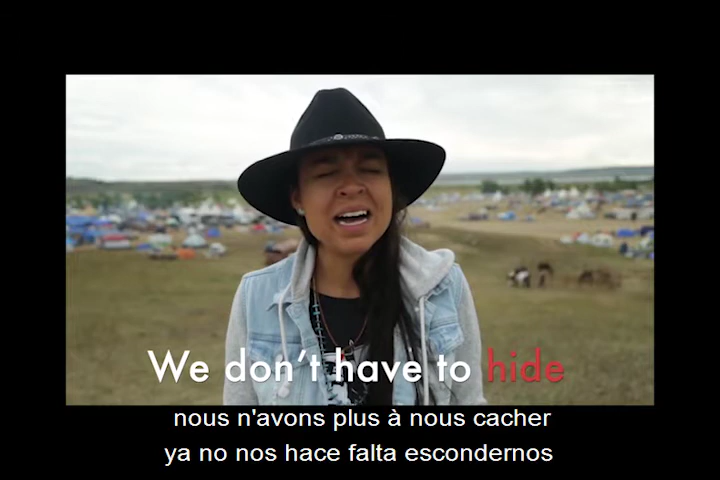 We don't have to hide
nous n'avons plus à nous cacher
ya no nos hace falta escondernos